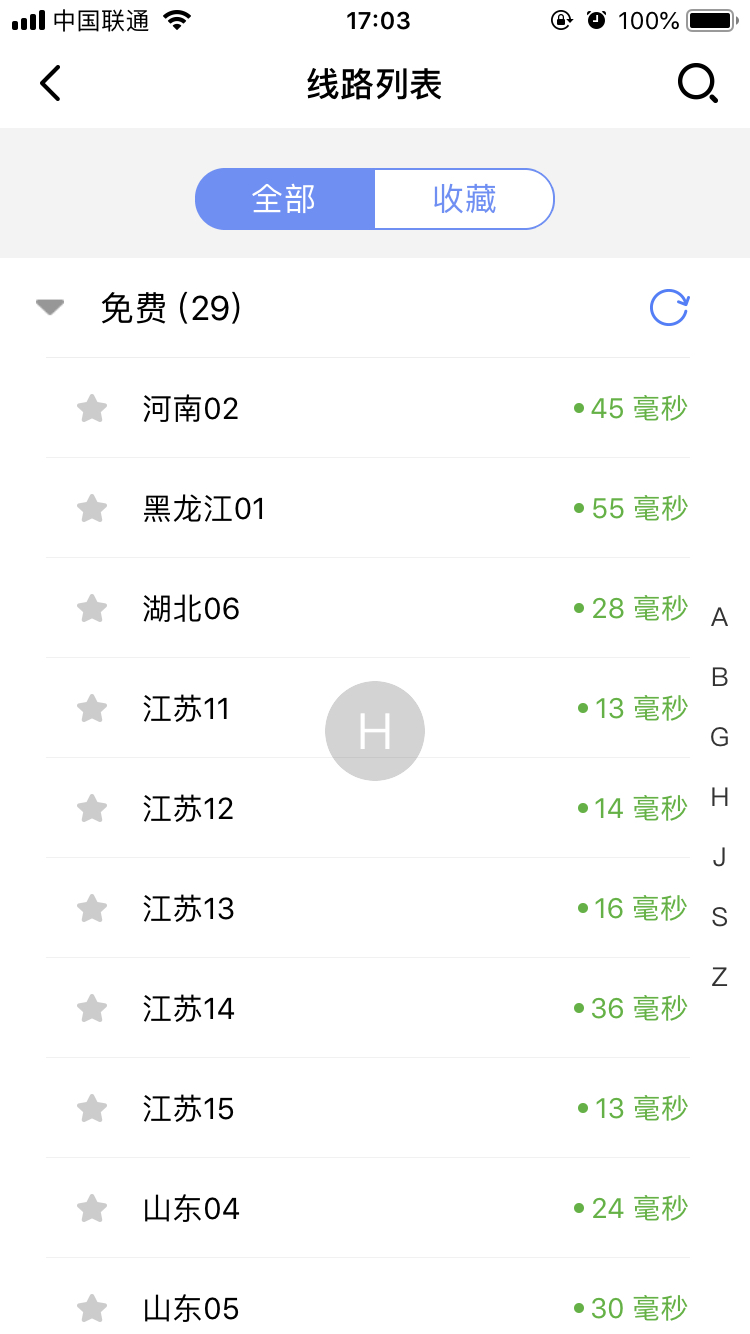 中国联通 17:03 100%
线路列表
全部 收藏
免费 (29)
河南02 45 毫秒
黑龙江01 55 毫秒
湖北06 28 毫秒
江苏11 13 毫秒
江苏12 14 毫秒
江苏13 16 毫秒
江苏14 36 毫秒
江苏15 13 毫秒
山东04 24 毫秒
山东05 30 毫秒
H
A
B
G
H
J
S
Z